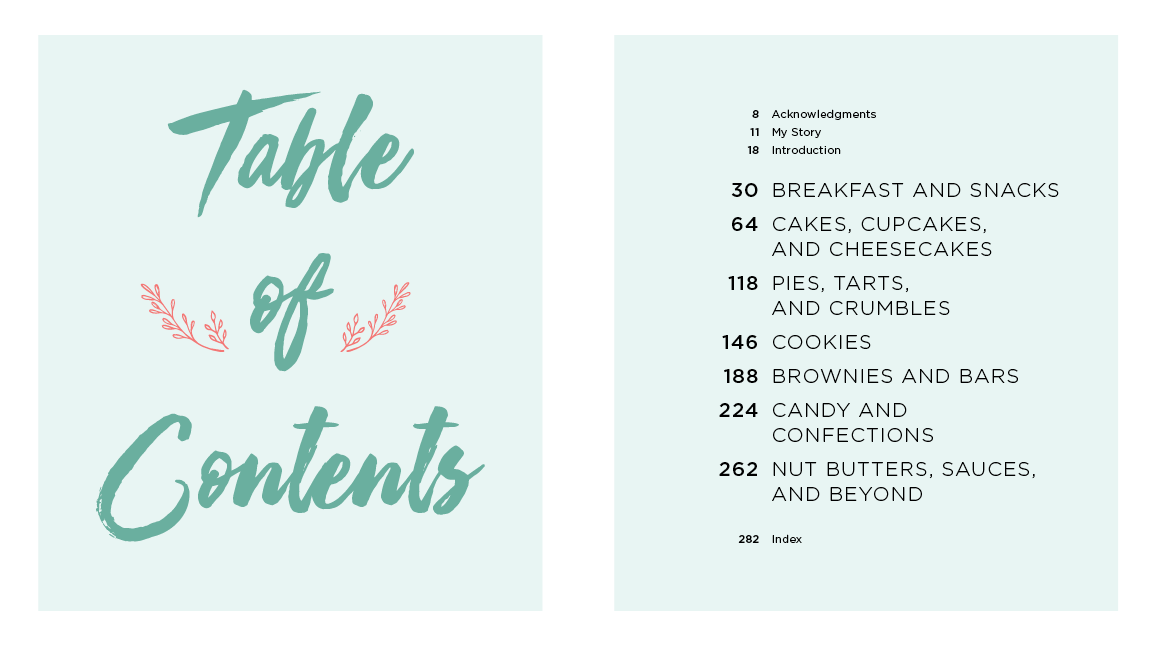 Table
of
Contents
8 Acknowledgments
11 My Story
18 Introduction
30 BREAKFAST AND SNACKS
64 CAKES, CUPCAKES,
AND CHEESECAKES
118 PIES, TARTS,
AND CRUMBLES
146 COOKIES
188 BROWNIES AND BARS
224 CANDY AND
CONFECTIONS
262 NUT BUTTERS, SAUCES,
AND BEYOND
282 Index